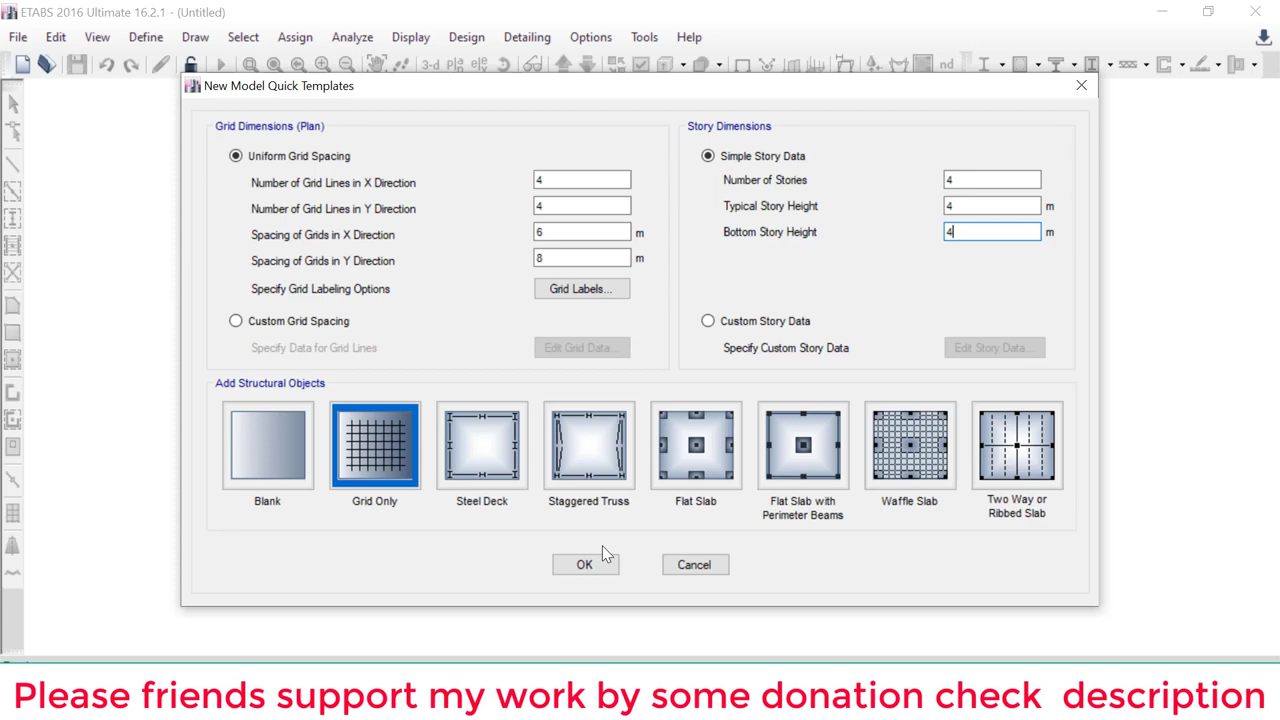 ETABS 2016 Ultimate 16.2.1 - (Untitled)
File Edit View Define Draw Select Assign Analyze Display Design Detailing Options Tools Help
3-d
nd
New Model Quick Templates
Grid Dimensions (Plan)
Uniform Grid Spacing
Number of Grid Lines in X Direction 4
Number of Grid Lines in Y Direction 4
Spacing of Grids in X Direction 6 m
Spacing of Grids in Y Direction 8 m
Specify Grid Labeling Options Grid Labels...
Custom Grid Spacing
Specify Data for Grid Lines Edit Grid Data...
Story Dimensions
Simple Story Data
Number of Stories 4
Typical Story Height 4 m
Bottom Story Height 4 m
Custom Story Data
Specify Custom Story Data Edit Story Data...
Add Structural Objects
Blank
Grid Only
Steel Deck
Staggered Truss
Flat Slab
Flat Slab with
Perimeter Beams
Waffle Slab
Two Way or
Ribbed Slab
OK Cancel
Please friends support my work by some donation check description